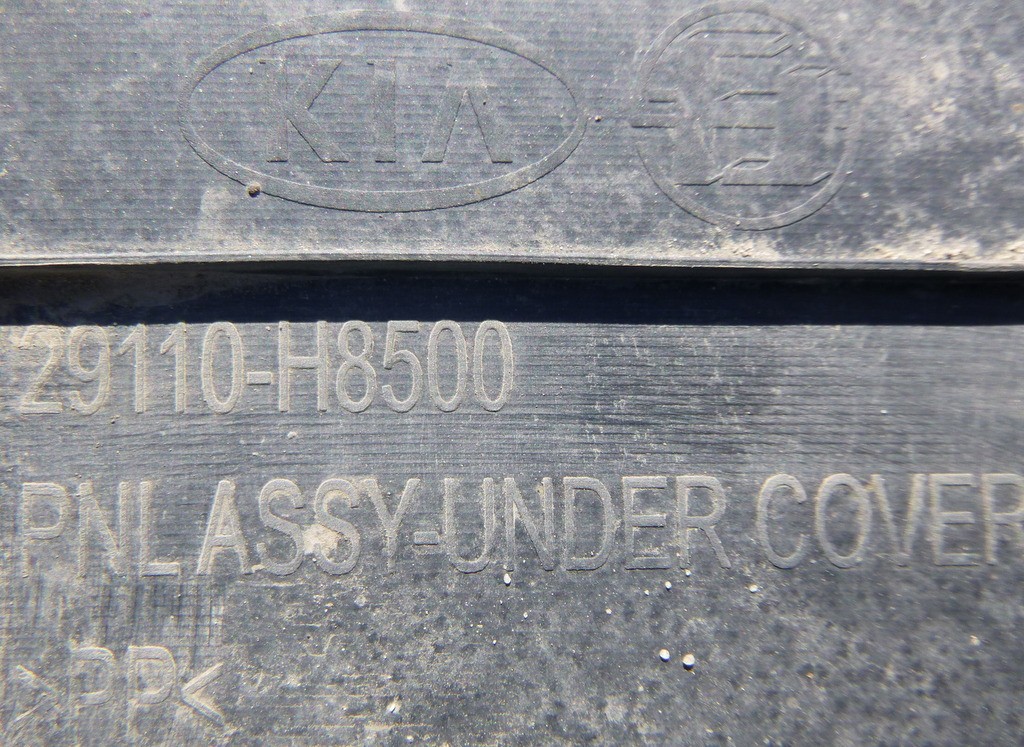 KIA
29110-H8500
PNL ASSY-UNDER COVER
>PP<